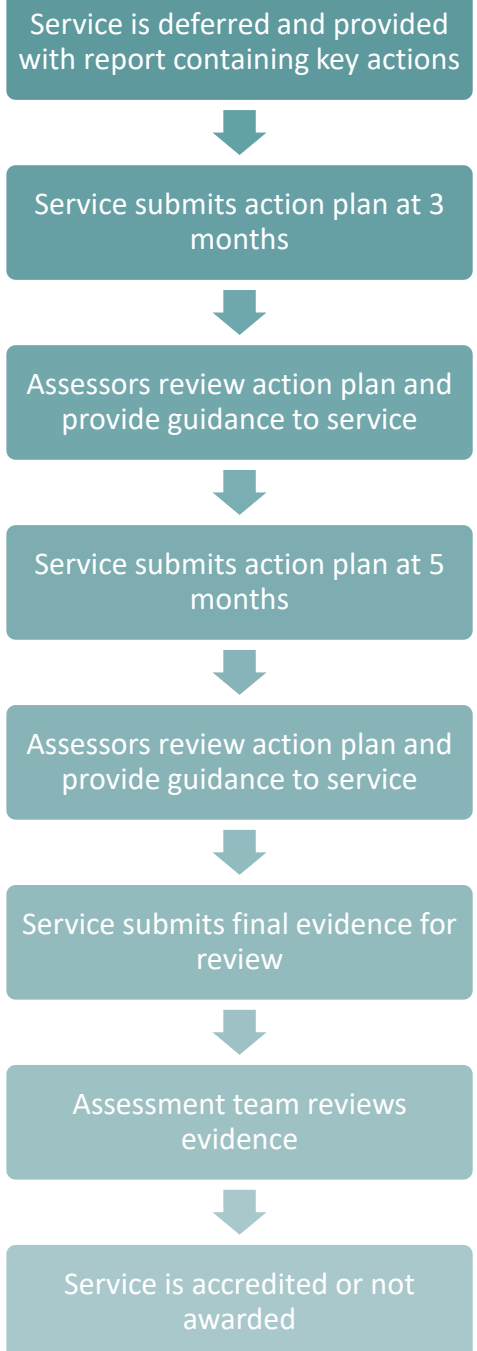 Service is deferred and provided
with report containing key actions
Service submits action plan at 3
months
Assessors review action plan and
provide guidance to service
Service submits action plan at 5
months
Assessors review action plan and
provide guidance to service
Service submits final evidence for
review
Assessment team reviews
evidence
Service is accredited or not
awarded